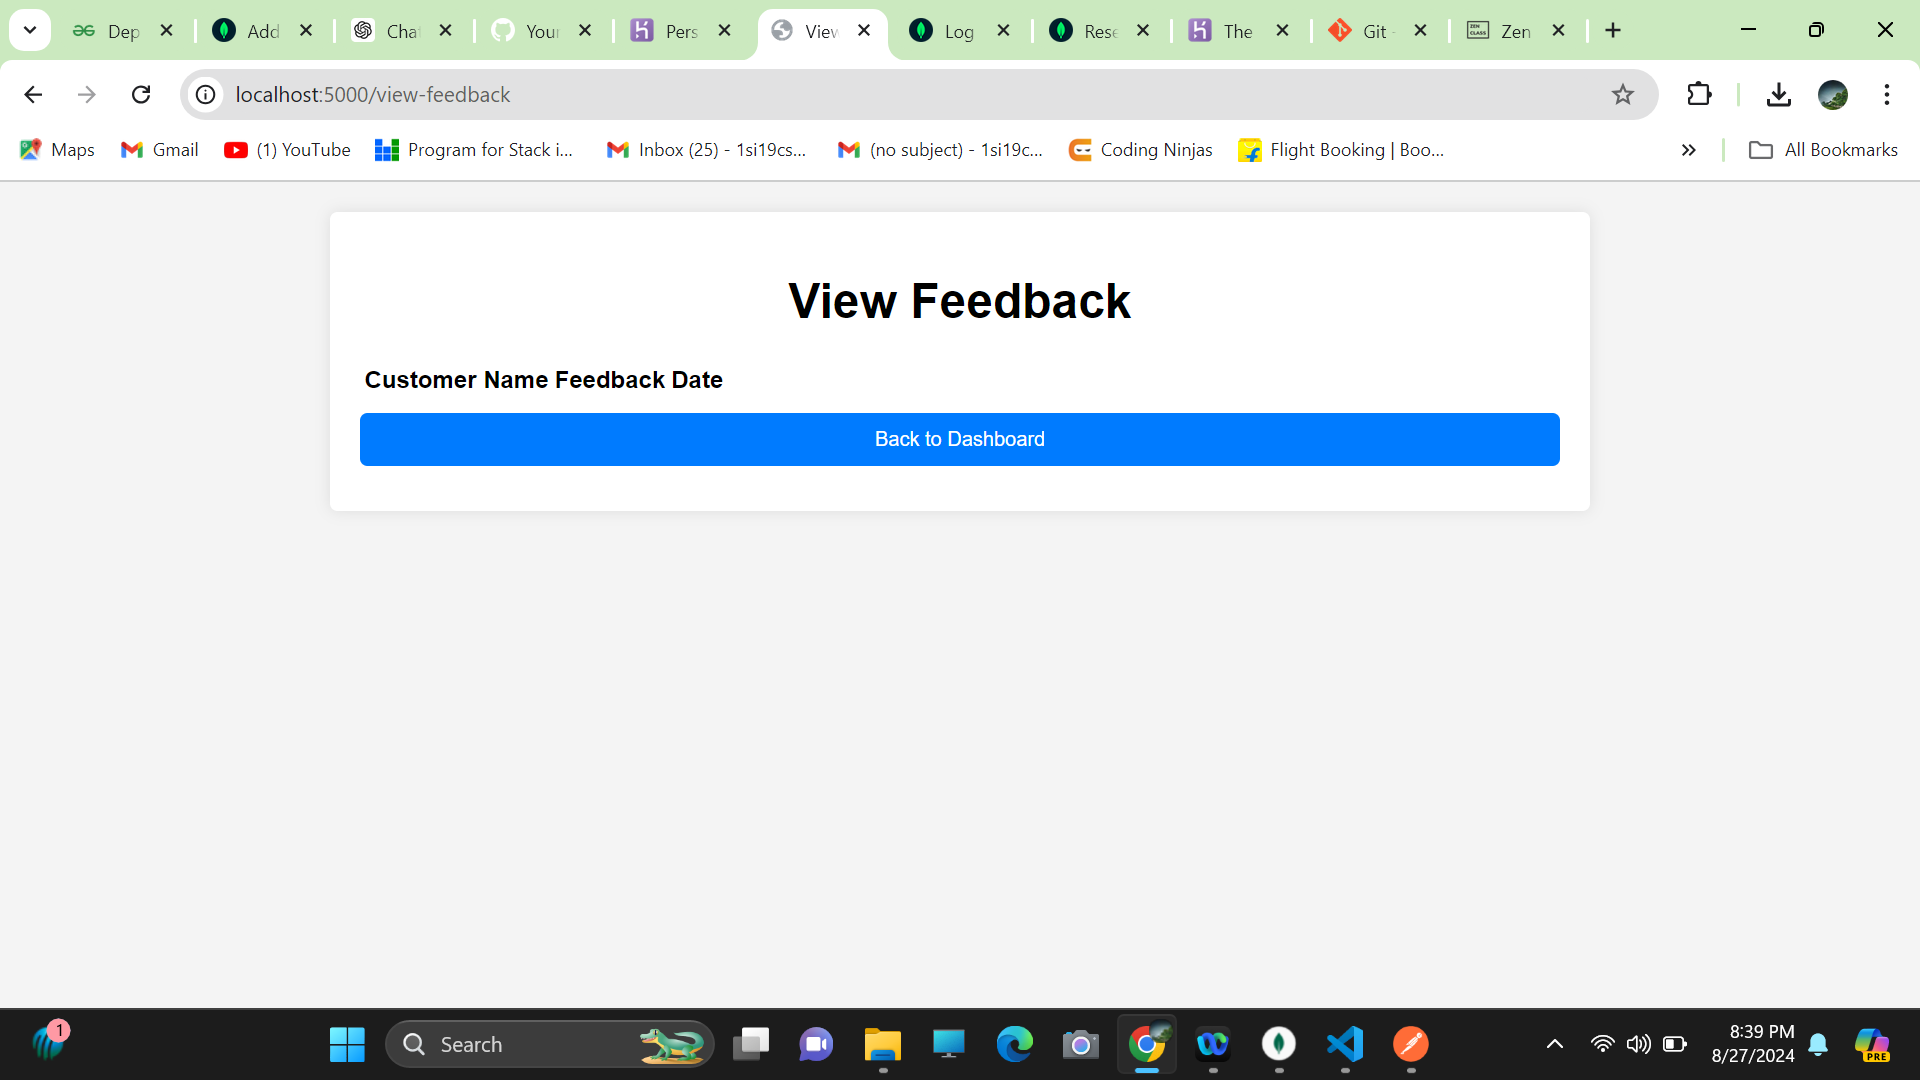 Dep Add Cha You Pers View Log Rese The Git - Zen
localhost:5000/view-feedback
Maps Gmail (1) YouTube Program for Stack i... Inbox (25) - 1si19cs... (no subject) - 1si19c... Coding Ninjas Flight Booking | Boo... All Bookmarks
View Feedback
Customer Name Feedback Date
Back to Dashboard
1 Search PRE
8:39 PM
8/27/2024